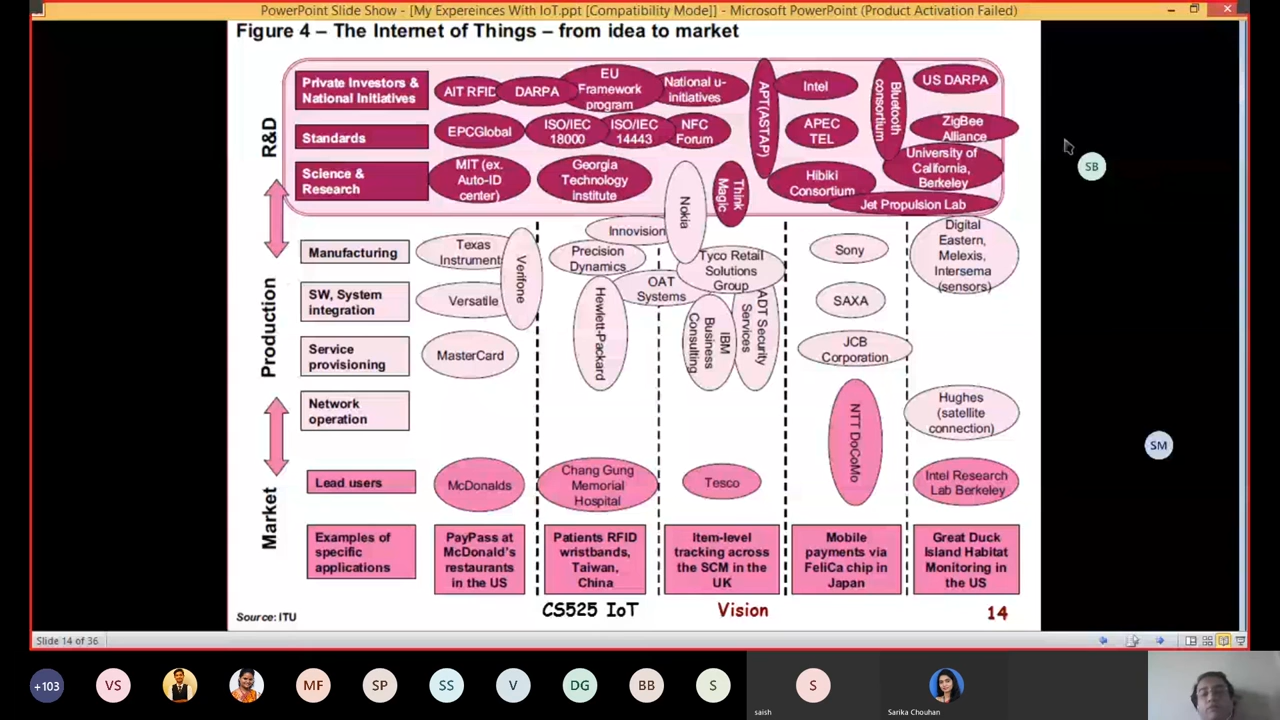 PowerPoint Slide Show - [My Expereinces With IoT.ppt [Compatibility Mode]] - Microsoft PowerPoint (Product Activation Failed)
Figure 4 – The Internet of Things – from idea to market
R&D
Private Investors &
National Initiatives
AIT RFID
DARPA
EU
Framework
program
National u-
initiatives
APT(ASTAP)
Intel
Bluetooth
consortium
US DARPA
Standards
EPCGlobal
ISO/IEC
18000
ISO/IEC
14443
NFC
Forum
APEC
TEL
ZigBee
Alliance
Science &
Research
MIT (ex.
Auto-ID
center)
Georgia
Technology
institute
Nokia
Think
Magic
Hibiki
Consortium
University of
California,
Berkeley
Jet Propulsion Lab
Production
Manufacturing
Texas
Instrument
Verifone
Innovision
Precision
Dynamics
Tyco Retail
Solutions
Group
Sony
Digital
Eastern,
Melexis,
Intersema
(sensors)
SW, System
integration
Versatile
Hewlett-Packard
OAT
Systems
IBM
Business
Consulting
ADT Security
Services
SAXA
Service
provisioning
MasterCard
JCB
Corporation
Network
operation
NTT DoCoMo
Hughes
(satellite
connection)
Market
Lead users
McDonalds
Chang Gung
Memorial
Hospital
Tesco
Intel Research
Lab Berkeley
Examples of
specific
applications
PayPass at
McDonald's
restaurants
in the US
Patients RFID
wristbands,
Taiwan,
China
Item-level
tracking across
the SCM in the
UK
Mobile
payments via
FeliCa chip in
Japan
Great Duck
Island Habitat
Monitoring in
the US
Source: ITU
CS525 IoT
Vision
14
Slide 14 of 36
SB
SM
+103
VS
MF
SP
SS
V
DG
BB
S
S
saish
Sarika Chouhan